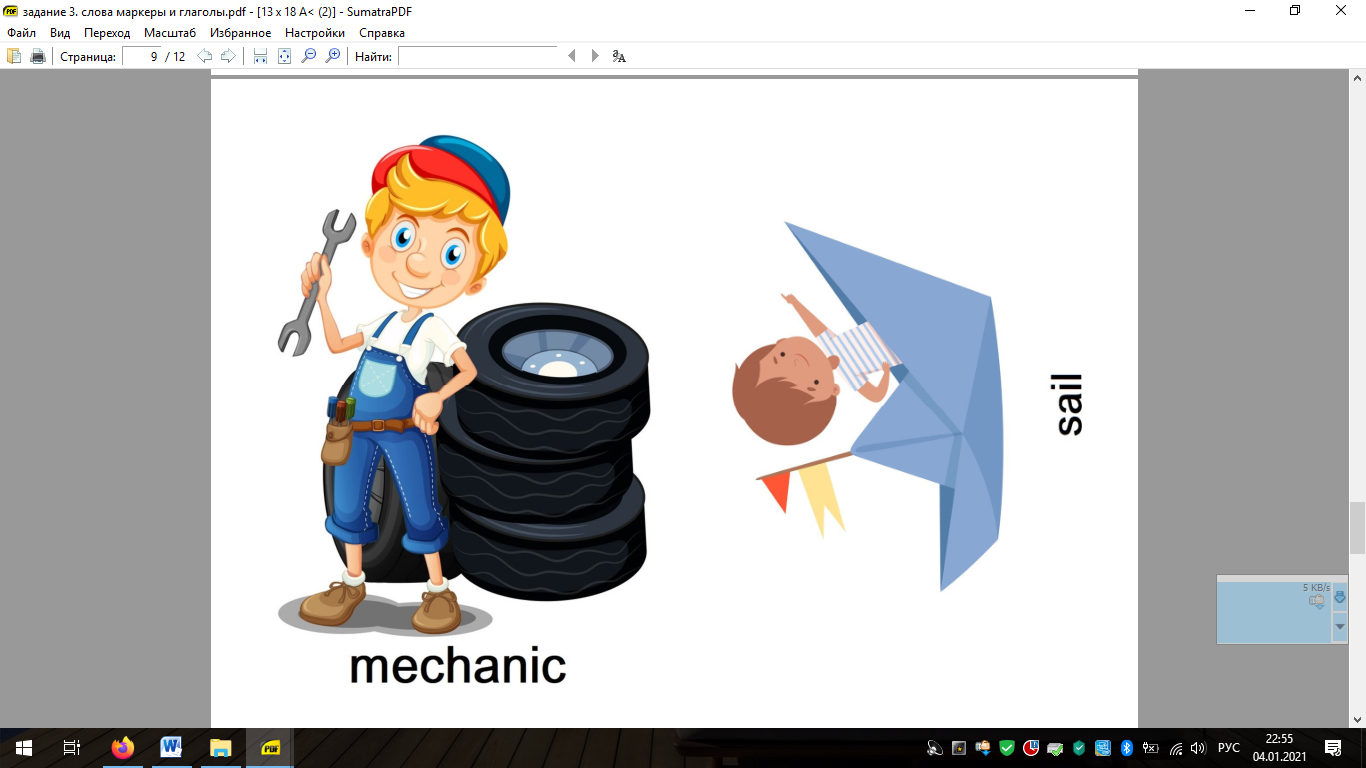 задание 3. слова маркеры и глаголы.pdf - [13 x 18 A< (2)] - SumatraPDF
Файл Вид Переход Масштаб Избранное Настройки Справка
Страница: 9 / 12 Найти:
mechanic
sail
5 KB/s
РУС
22:55
04.01.2021